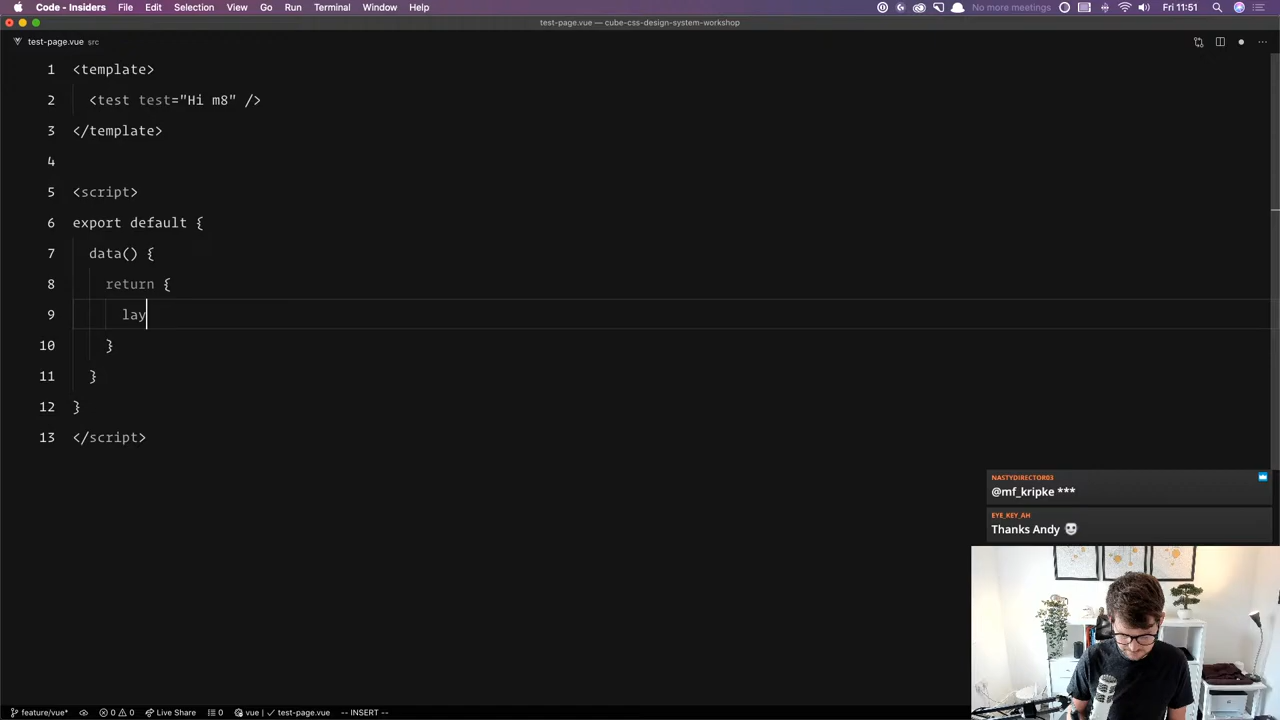 Code - Insiders File Edit Selection View Go Run Terminal Window Help No more meetings Fri 11:51
test-page.vue — cube-css-design-system-workshop
test-page.vue src
1 <template>
2 <test test="Hi m8" />
3 </template>
4
5 <script>
6 export default {
7 data() {
8 return {
9 lay
10 }
11 }
12 }
13 </script>
NASTYDIRECTOR03
@mf_kripke ***
EYE_KEY_AH
Thanks Andy
feature/vue* 0 0 Live Share 0 vue | ✓ test-page.vue -- INSERT --